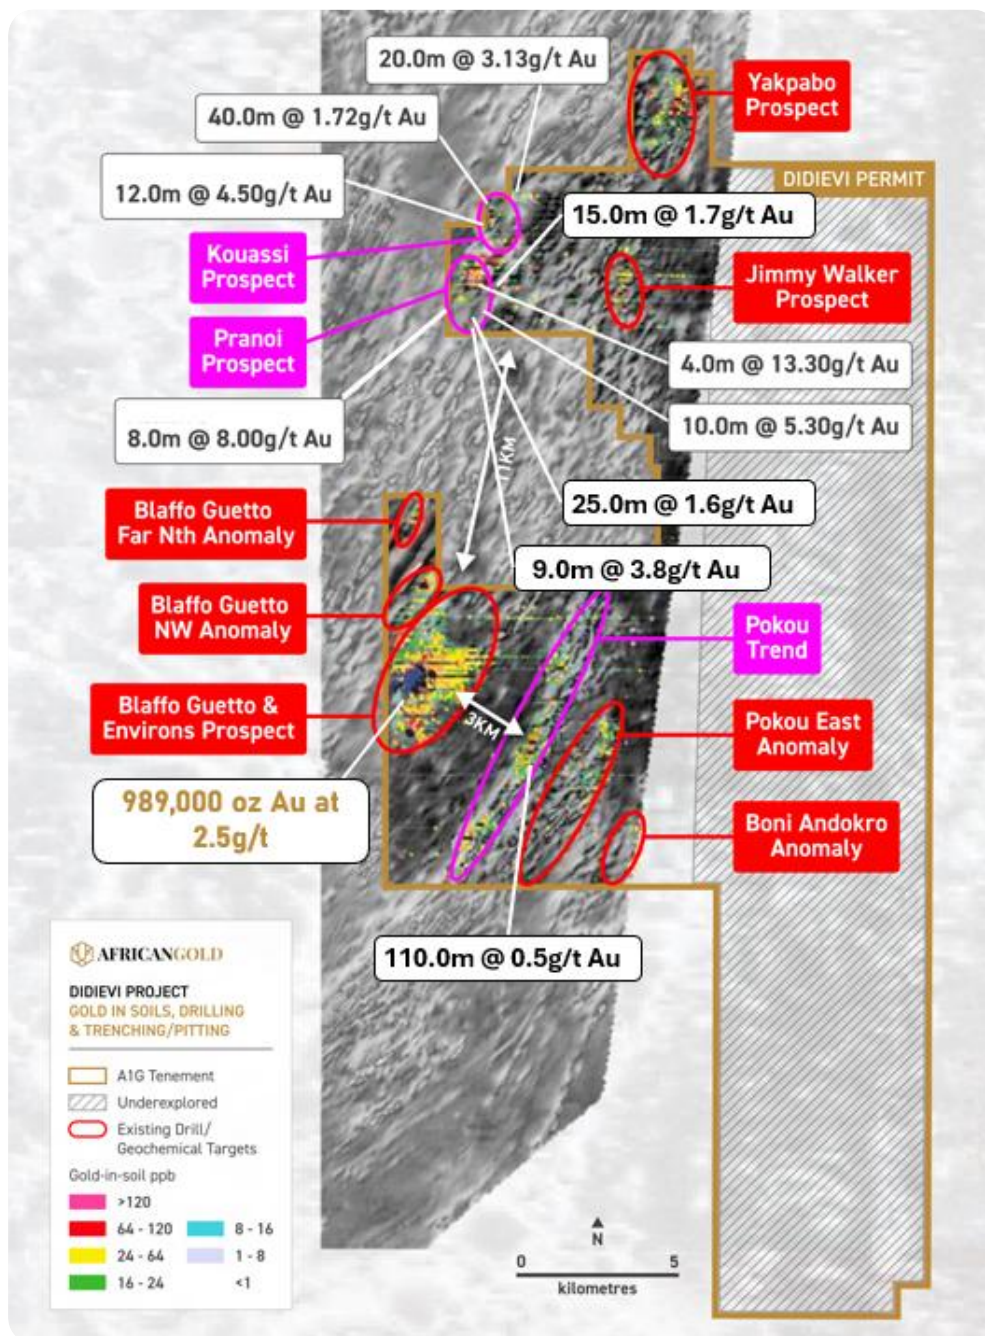 20.0m @ 3.13g/t Au
Yakpabo
Prospect
40.0m @ 1.72g/t Au
DIDIEVI PERMIT
12.0m @ 4.50g/t Au
15.0m @ 1.7g/t Au
Kouassi
Prospect
Jimmy Walker
Prospect
Pranoi
Prospect
4.0m @ 13.30g/t Au
8.0m @ 8.00g/t Au
10.0m @ 5.30g/t Au
25.0m @ 1.6g/t Au
Blaffo Guetto
Far Nth Anomaly
9.0m @ 3.8g/t Au
Blaffo Guetto
NW Anomaly
Pokou
Trend
Blaffo Guetto &
Environs Prospect
3KM
Pokou East
Anomaly
989,000 oz Au at
2.5g/t
Boni Andokro
Anomaly
110.0m @ 0.5g/t Au
AFRICANGOLD
DIDIEVI PROJECT
GOLD IN SOILS, DRILLING
& TRENCHING/PITTING
A1G Tenement
Underexplored
Existing Drill/
Geochemical Targets
Gold-in-soil ppb
>120
64 - 120
8 - 16
24 - 64
1 - 8
16 - 24
<1
N
0 5
kilometres